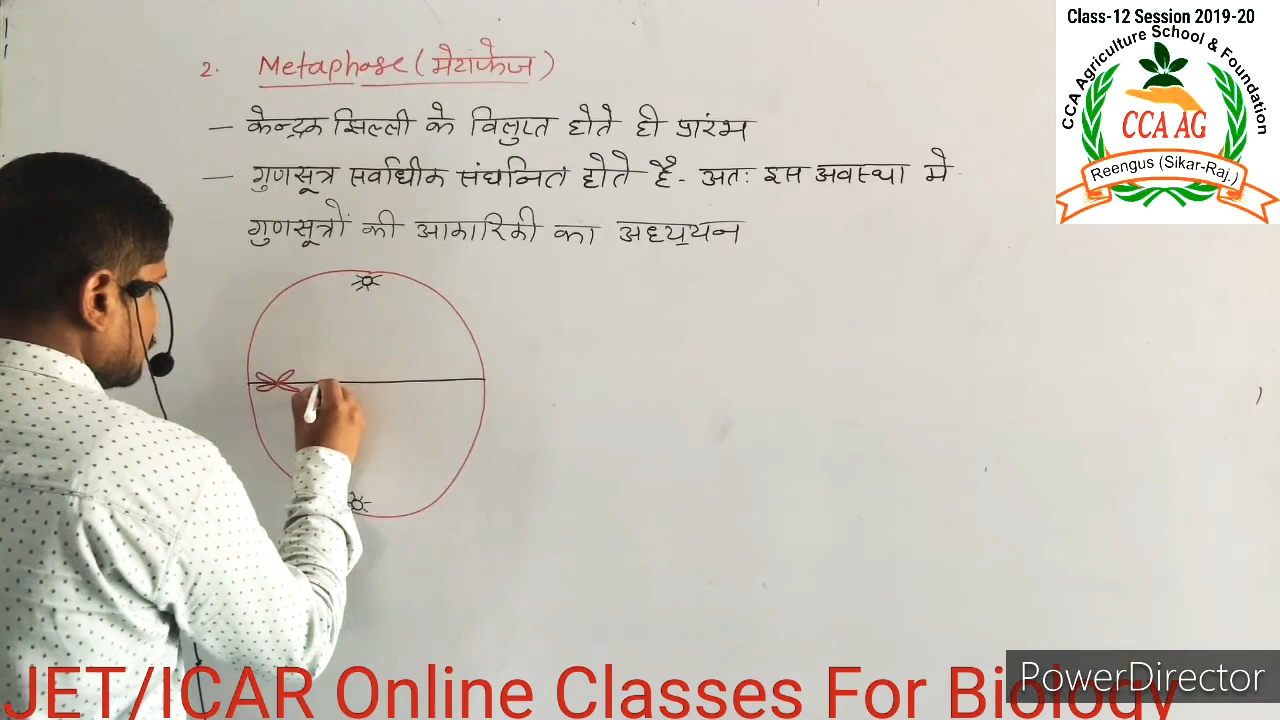 Class-12 Session 2019-20
CCA Agriculture School & Foundation
CCA AG
Reengus (Sikar-Raj.)
2. Metaphase (मेटाफेज)
– केन्द्रक झिल्ली के विलुप्त होते ही प्रारंभ
– गुणसूत्र सर्वाधीक संघनित होते है - अतः इस अवस्था मे
गुणसूत्रों की आकारिकी का अध्ययन
JET/ICAR Online Classes For Biology
PowerDirector